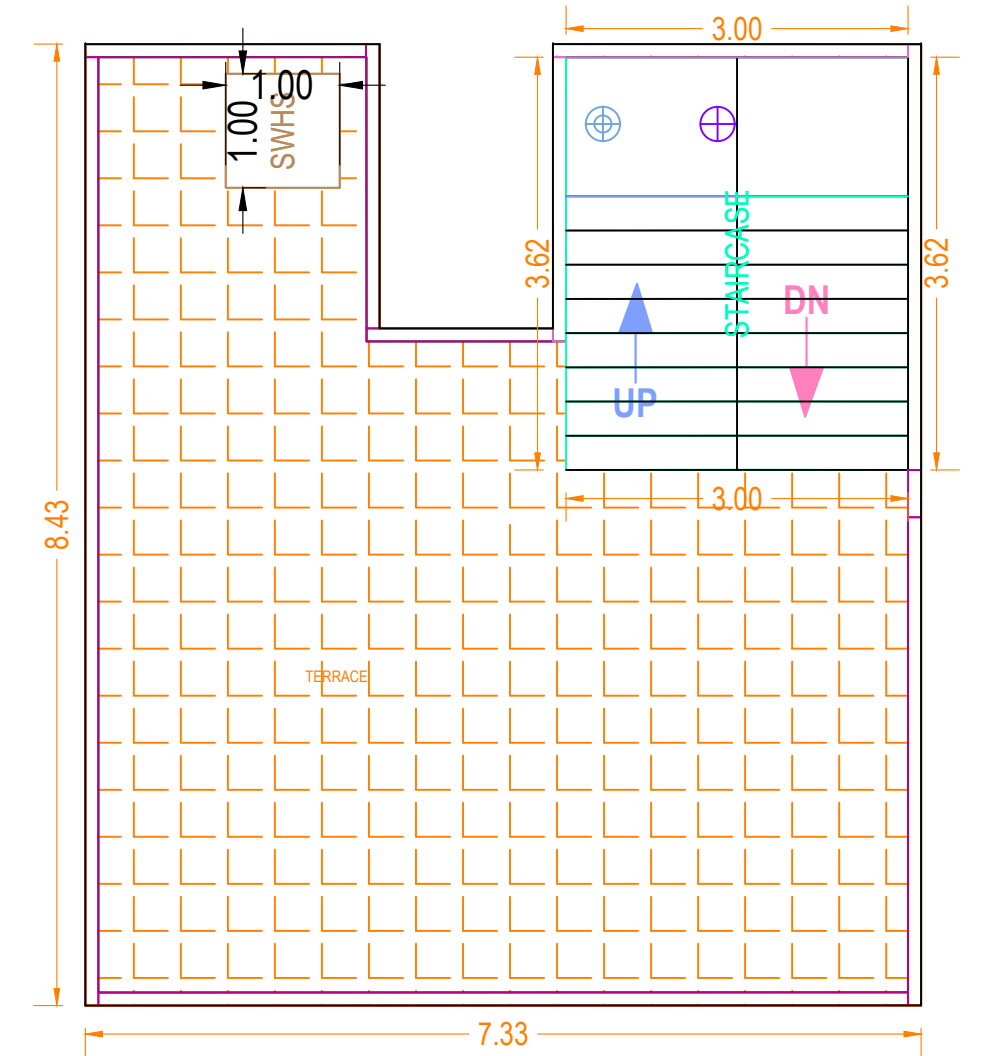 3.00
1.00
1.00
SWHS
3.62
STAIRCASE
3.62
DN
UP
3.00
8.43
TERRACE
7.33